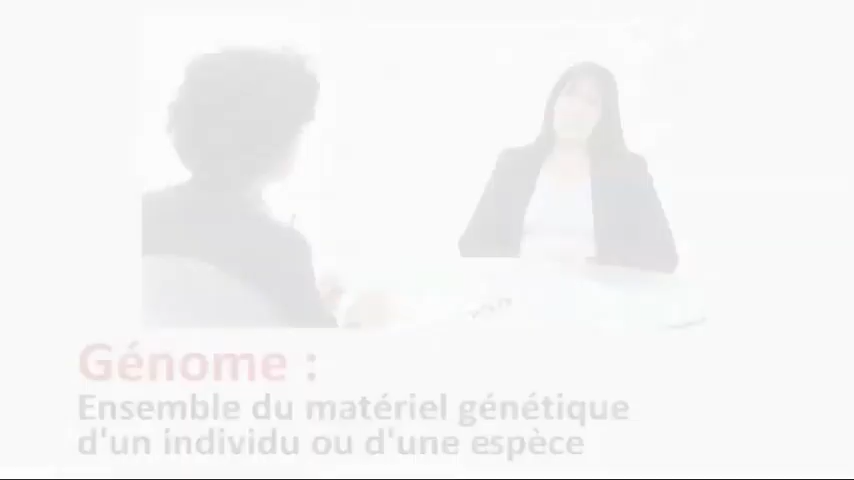 Génome :
Ensemble du matériel génétique
d'un individu ou d'une espèce